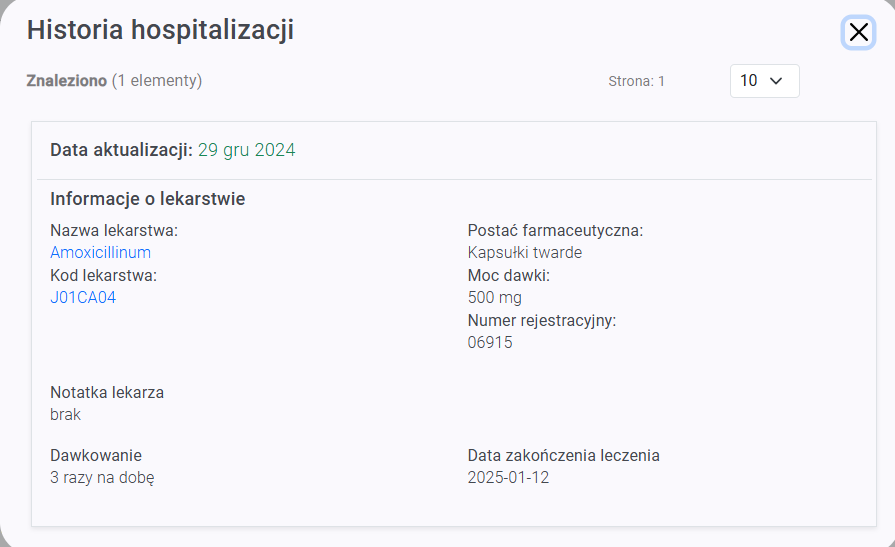 Historia hospitalizacji
Znaleziono (1 elementy)
Strona: 1
10
Data aktualizacji: 29 gru 2024
Informacje o lekarstwie
Nazwa lekarstwa:
Amoxicillinum
Kod lekarstwa:
J01CA04
Postać farmaceutyczna:
Kapsułki twarde
Moc dawki:
500 mg
Numer rejestracyjny:
06915
Notatka lekarza
brak
Dawkowanie
3 razy na dobę
Data zakończenia leczenia
2025-01-12